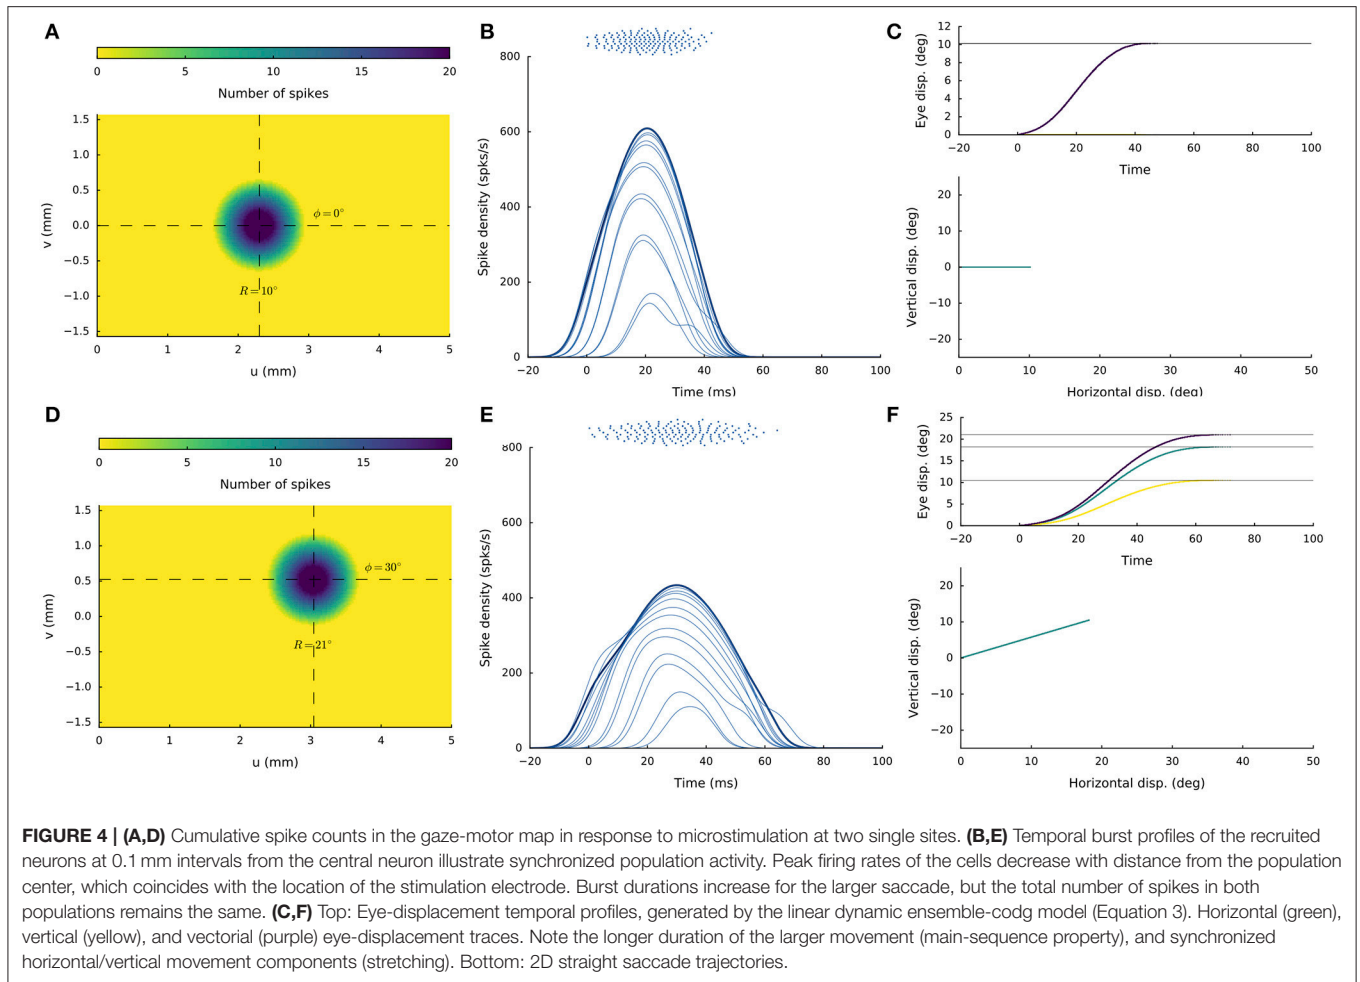 A
0 5 10 15 20
Number of spikes
1.5
1.0
0.5
0.0
−0.5
−1.0
−1.5
v (mm)
ϕ=0°
R=10°
0 1 2 3 4 5
u (mm)
B
800
600
400
200
0
Spike density (spks/s)
−20 0 20 40 60 80 100
Time (ms)
C
12
10
8
6
4
2
0
Eye disp. (deg)
−20 0 20 40 60 80 100
Time
20
10
0
−10
−20
Vertical disp. (deg)
0 10 20 30 40 50
Horizontal disp. (deg)
D
0 5 10 15 20
Number of spikes
1.5
1.0
0.5
0.0
−0.5
−1.0
−1.5
v (mm)
ϕ=30°
R=21°
0 1 2 3 4 5
u (mm)
E
800
600
400
200
0
Spike density (spks/s)
−20 0 20 40 60 80 100
Time (ms)
F
25
20
15
10
5
0
Eye disp. (deg)
−20 0 20 40 60 80 100
Time
20
10
0
−10
−20
Vertical disp. (deg)
0 10 20 30 40 50
Horizontal disp. (deg)
FIGURE 4 | (A,D) Cumulative spike counts in the gaze-motor map in response to microstimulation at two single sites. (B,E) Temporal burst profiles of the recruited
neurons at 0.1 mm intervals from the central neuron illustrate synchronized population activity. Peak firing rates of the cells decrease with distance from the population
center, which coincides with the location of the stimulation electrode. Burst durations increase for the larger saccade, but the total number of spikes in both
populations remains the same. (C,F) Top: Eye-displacement temporal profiles, generated by the linear dynamic ensemble-codg model (Equation 3). Horizontal (green),
vertical (yellow), and vectorial (purple) eye-displacement traces. Note the longer duration of the larger movement (main-sequence property), and synchronized
horizontal/vertical movement components (stretching). Bottom: 2D straight saccade trajectories.